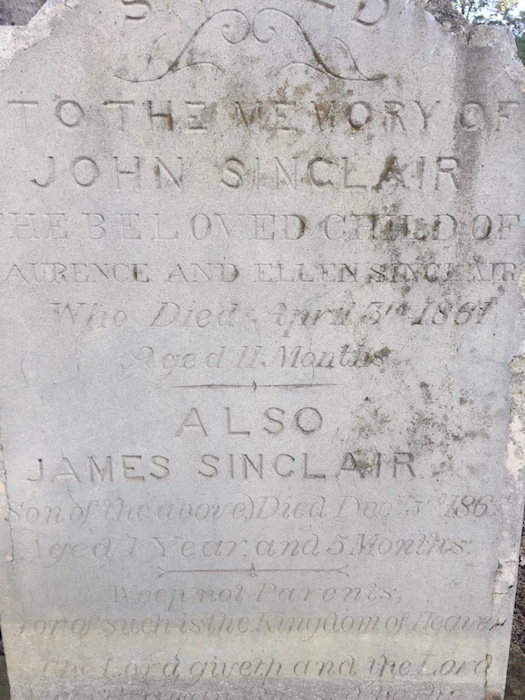 TO THE MEMORY OF
JOHN SINCLAIR
THE BELOVED CHILD OF
AURENCE AND ELLEN SINCLAIR
Who Died April 3rd 1861
Aged 11 Months
ALSO
JAMES SINCLAIR
Son of the above) Died Dec 5th 186
Aged 1 Year, and 5 Months.
Weep not Parents,
For of such is the Kingdom of Heaven
The Lord giveth and the Lord